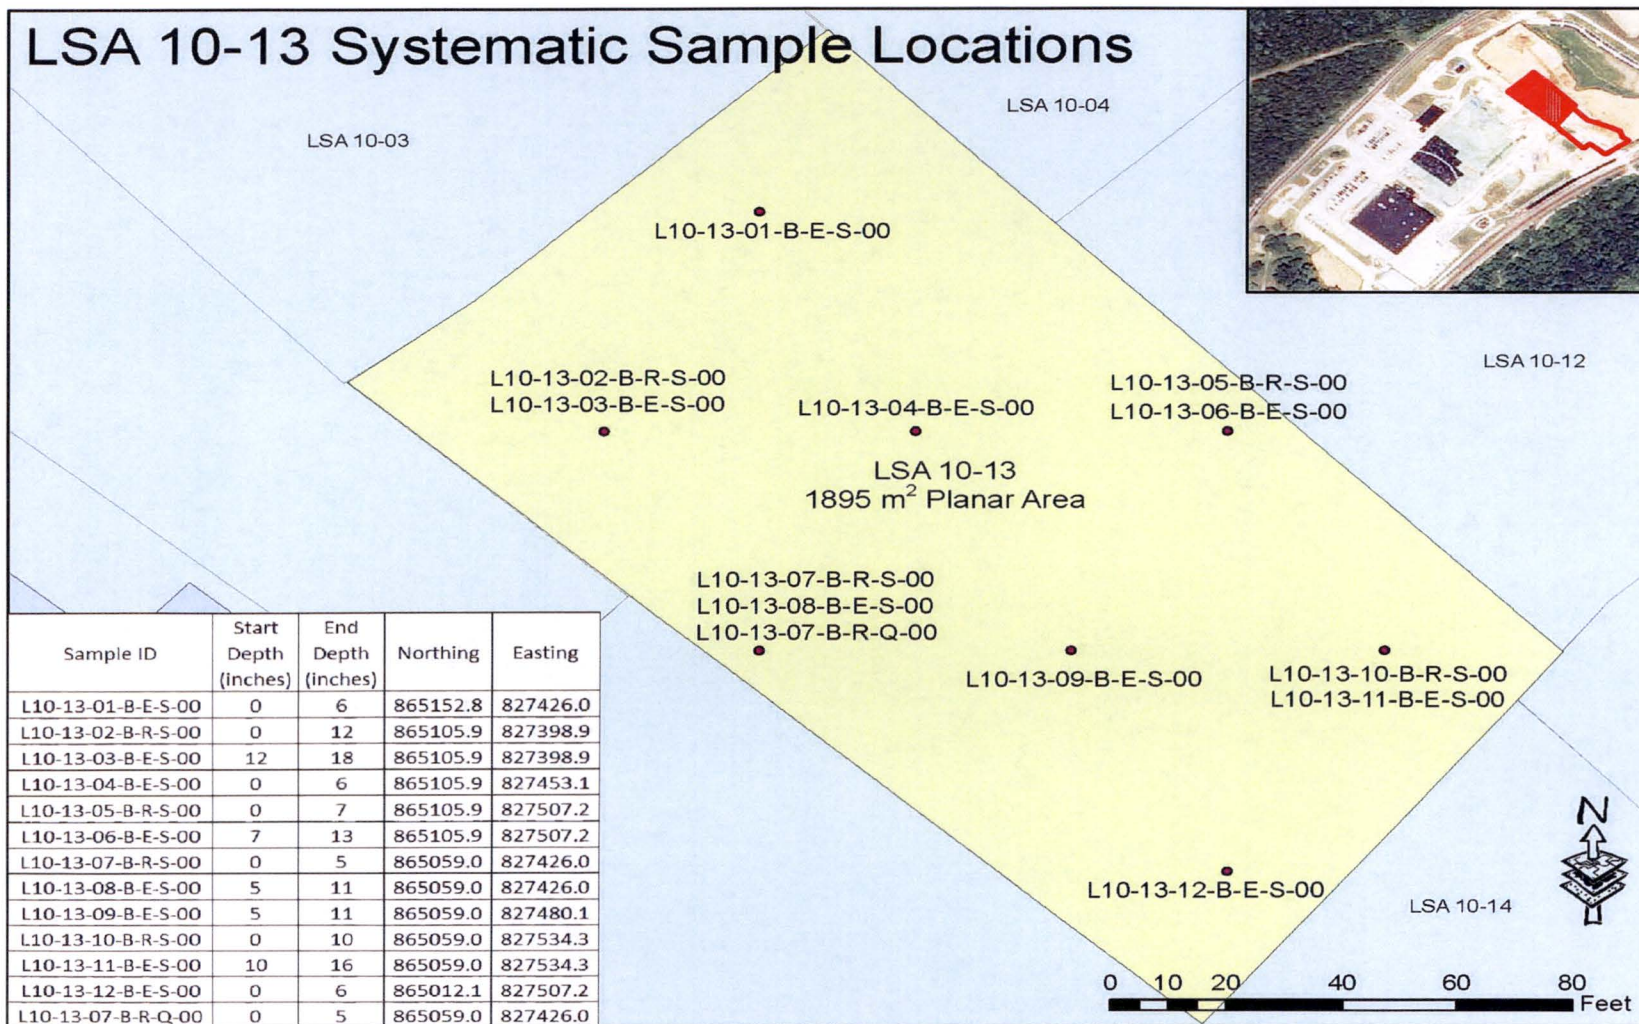 LSA 10-13 Systematic Sample Locations
LSA 10-03
LSA 10-04
L10-13-01-B-E-S-00
LSA 10-12
L10-13-02-B-R-S-00
L10-13-03-B-E-S-00
L10-13-04-B-E-S-00
L10-13-05-B-R-S-00
L10-13-06-B-E-S-00
LSA 10-13
1895 m² Planar Area
L10-13-07-B-R-S-00
L10-13-08-B-E-S-00
L10-13-07-B-R-Q-00
L10-13-09-B-E-S-00
L10-13-10-B-R-S-00
L10-13-11-B-E-S-00
L10-13-12-B-E-S-00
LSA 10-14
N
0 10 20 40 60 80
Feet
Sample ID Start Depth (inches) End Depth (inches) Northing Easting
L10-13-01-B-E-S-00 0 6 865152.8 827426.0
L10-13-02-B-R-S-00 0 12 865105.9 827398.9
L10-13-03-B-E-S-00 12 18 865105.9 827398.9
L10-13-04-B-E-S-00 0 6 865105.9 827453.1
L10-13-05-B-R-S-00 0 7 865105.9 827507.2
L10-13-06-B-E-S-00 7 13 865105.9 827507.2
L10-13-07-B-R-S-00 0 5 865059.0 827426.0
L10-13-08-B-E-S-00 5 11 865059.0 827426.0
L10-13-09-B-E-S-00 5 11 865059.0 827480.1
L10-13-10-B-R-S-00 0 10 865059.0 827534.3
L10-13-11-B-E-S-00 10 16 865059.0 827534.3
L10-13-12-B-E-S-00 0 6 865012.1 827507.2
L10-13-07-B-R-Q-00 0 5 865059.0 827426.0